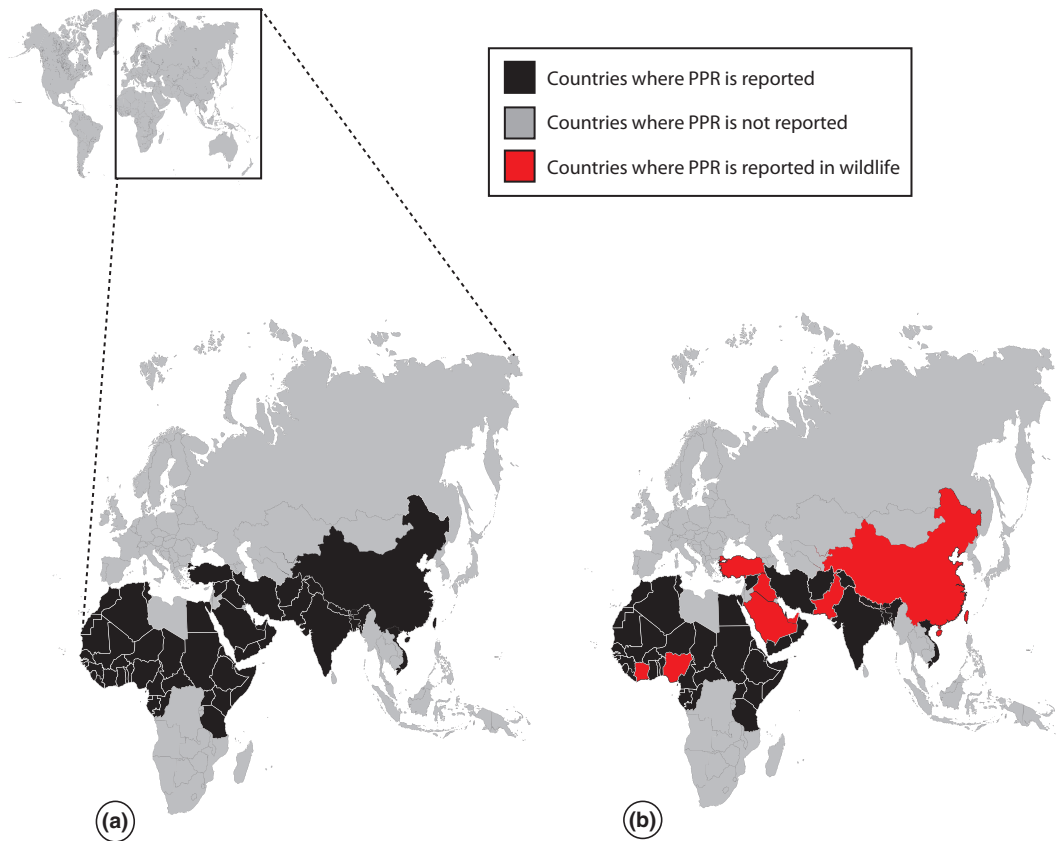 Countries where PPR is reported
Countries where PPR is not reported
Countries where PPR is reported in wildlife
(a)
(b)